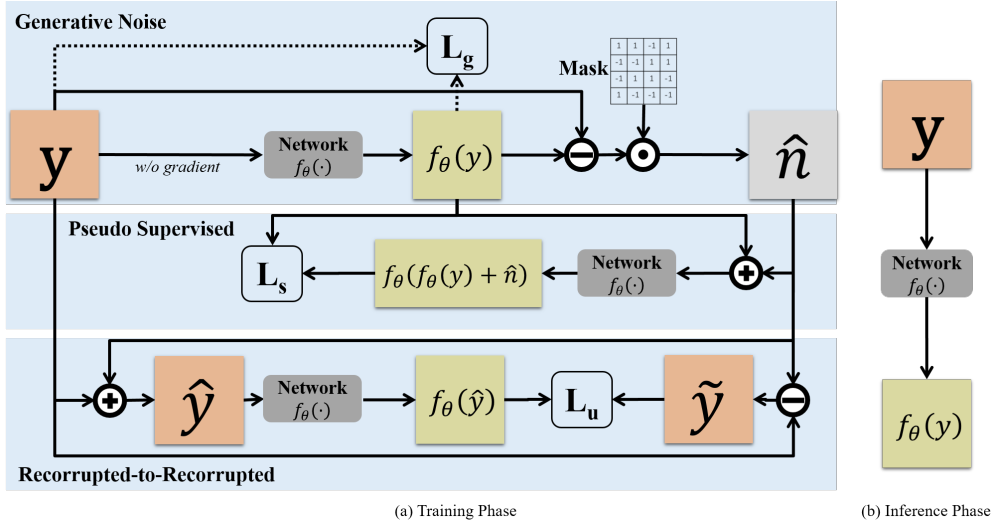 Generative Noise
L_g
Mask
1 1 -1 1
-1 -1 1 1
-1 1 1 -1
1 -1 -1 -1
y
w/o gradient
Network
f_θ(·)
f_θ(y)
n̂
Pseudo Supervised
L_s
f_θ(f_θ(y) + n̂)
Network
f_θ(·)
ŷ
Network
f_θ(·)
f_θ(ŷ)
L_u
ỹ
Recorrupted-to-Recorrupted
(a) Training Phase
y
Network
f_θ(·)
f_θ(y)
(b) Inference Phase